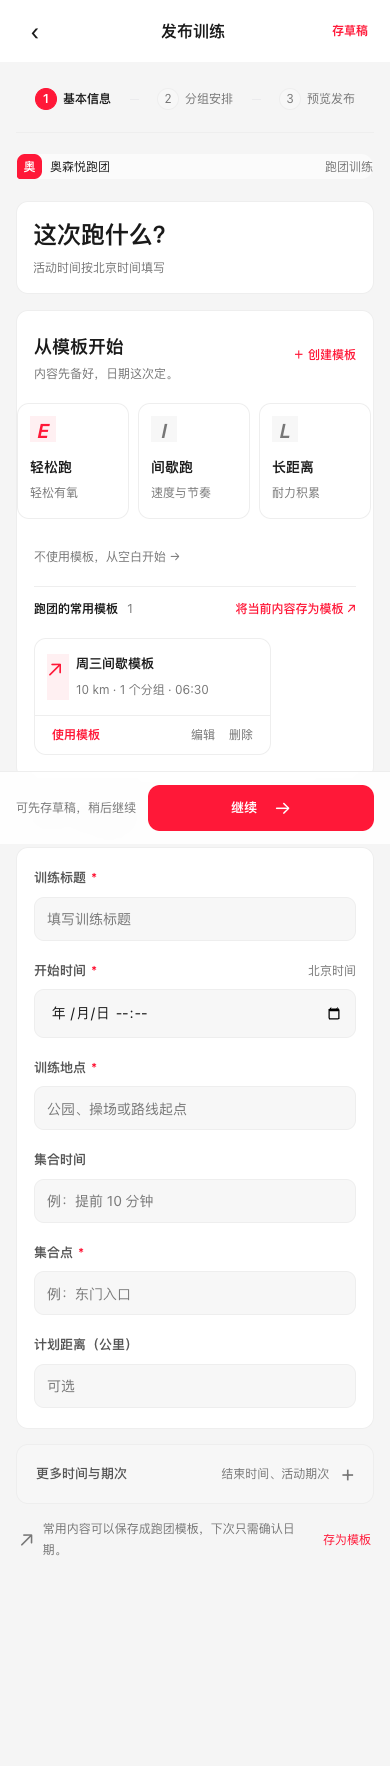 ‹ 发布训练 存草稿
1 基本信息 2 分组安排 3 预览发布
奥 奥森悦跑团 跑团训练
这次跑什么?
活动时间按北京时间填写
从模板开始
+ 创建模板
内容先备好，日期这次定。
E I L
轻松跑 间歇跑 长距离
轻松有氧 速度与节奏 耐力积累
不使用模板，从空白开始 →
跑团的常用模板 1 将当前内容存为模板 ↗
↗ 周三间歇模板
10 km · 1 个分组 · 06:30
使用模板 编辑 删除
可先存草稿，稍后继续 继续 →
训练标题 *
填写训练标题
开始时间 * 北京时间
年 /月/日 --:--
训练地点 *
公园、操场或路线起点
集合时间
例：提前 10 分钟
集合点 *
例：东门入口
计划距离（公里）
可选
更多时间与期次 结束时间、活动期次 +
↗ 常用内容可以保存成跑团模板，下次只需确认日
期。
存为模板